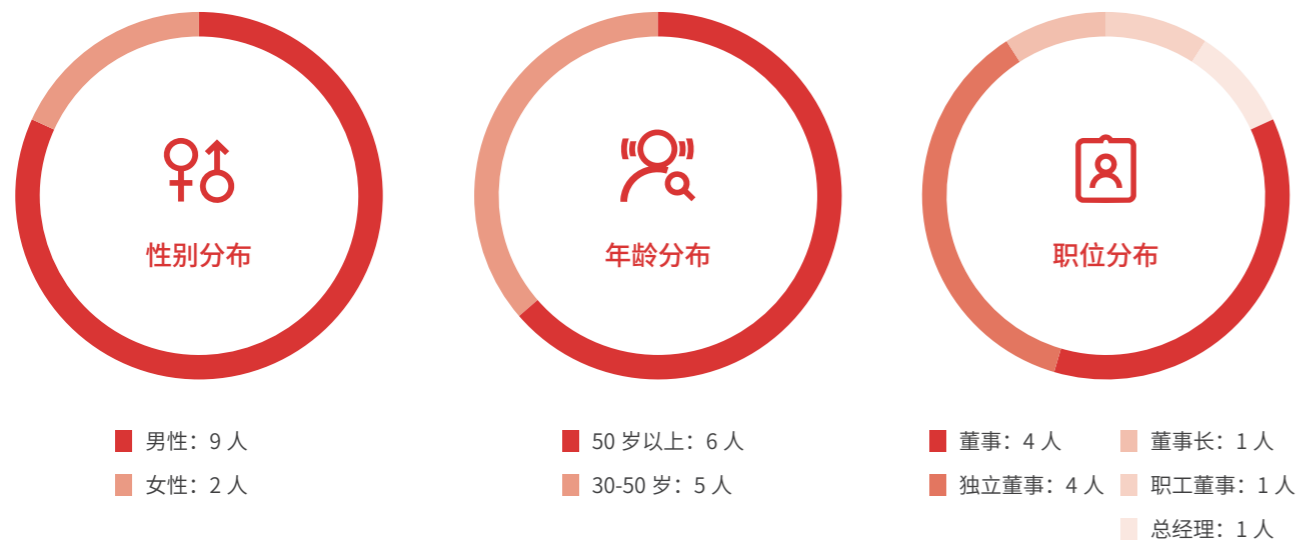 性别分布
男性：9 人
女性：2 人
年龄分布
50 岁以上：6 人
30-50 岁：5 人
职位分布
董事：4 人
独立董事：4 人
董事长：1 人
职工董事：1 人
总经理：1 人